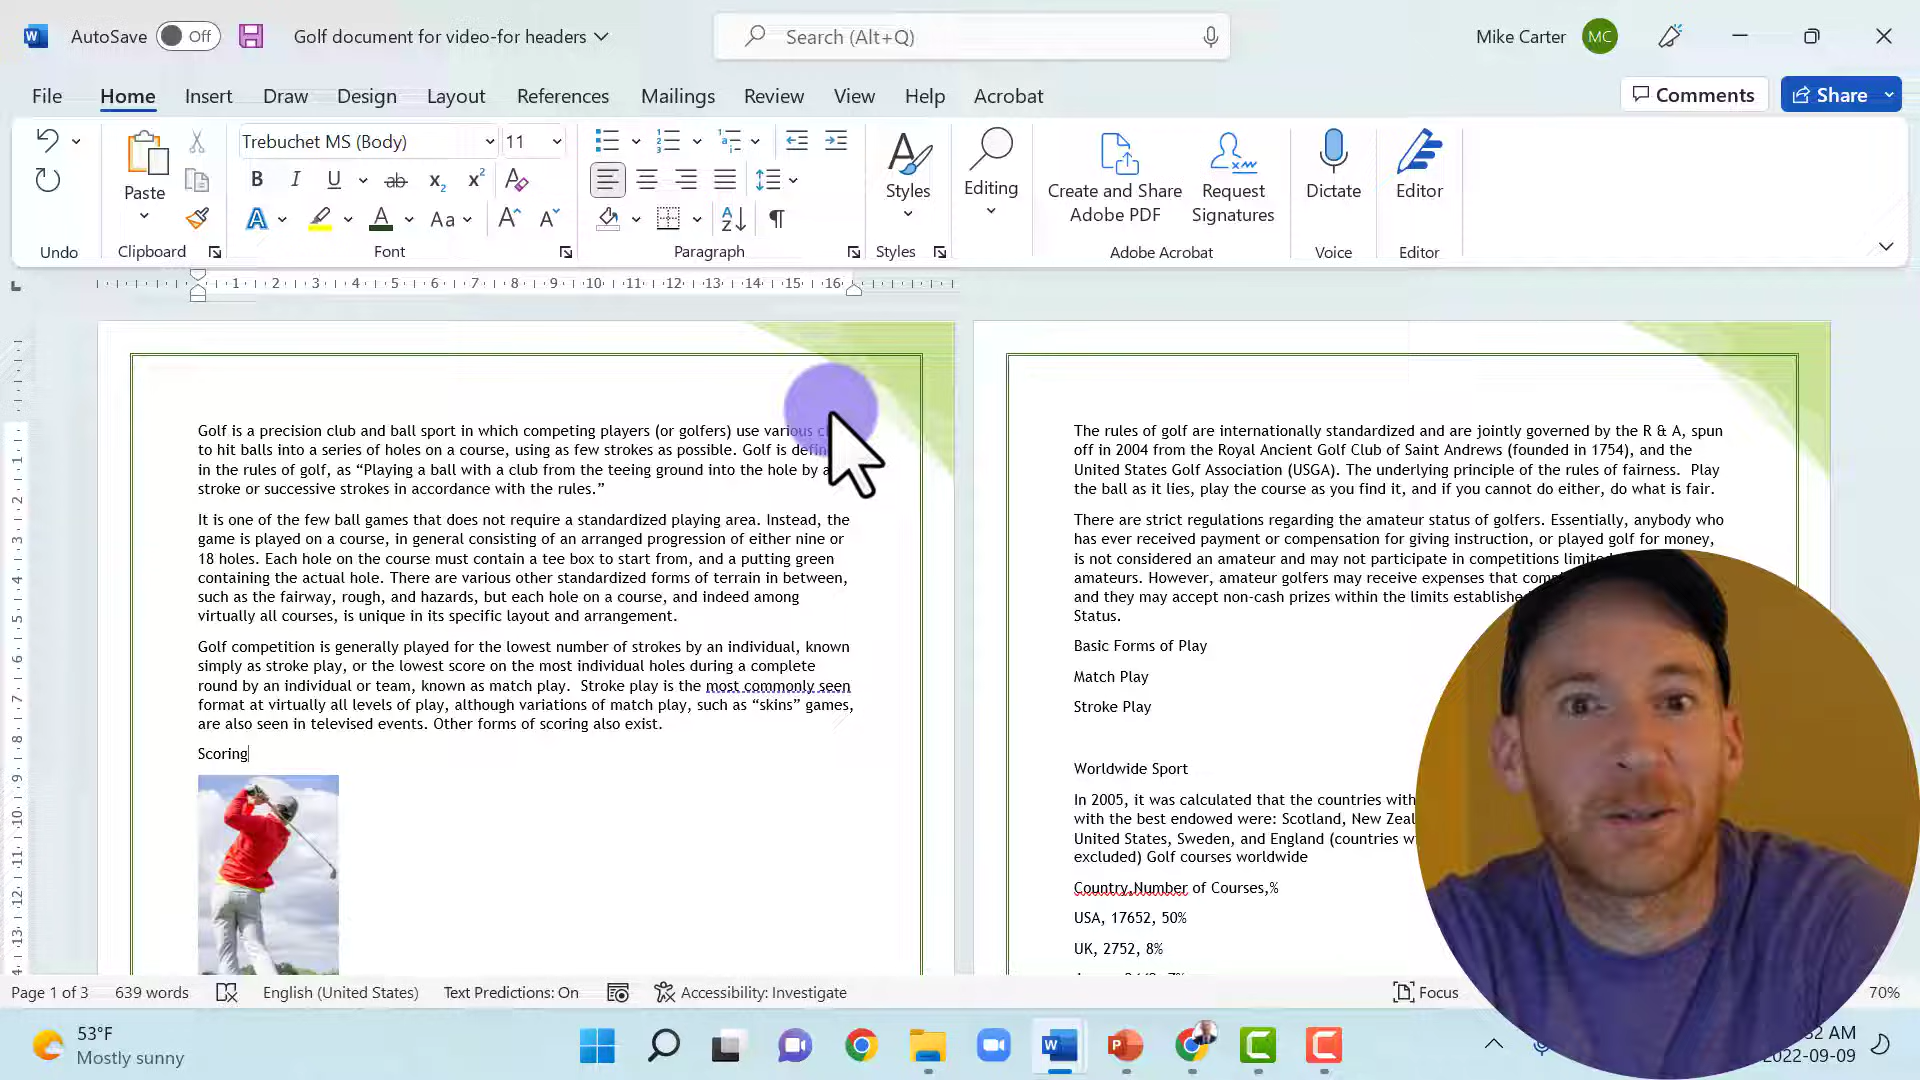 AutoSave Off Golf document for video-for headers Search (Alt+Q) Mike Carter MC
File Home Insert Draw Design Layout References Mailings Review View Help Acrobat Comments Share
Trebuchet MS (Body) 11
Paste
Styles
Editing
Create and Share
Adobe PDF
Request
Signatures
Dictate
Editor
Undo Clipboard Font Paragraph Styles Adobe Acrobat Voice Editor
1 2 3 4 5 6 7 8 9 10 11 12 13 14 15 16
Golf is a precision club and ball sport in which competing players (or golfers) use various
to hit balls into a series of holes on a course, using as few strokes as possible. Golf is
in the rules of golf, as “Playing a ball with a club from the teeing ground into the hole by a
stroke or successive strokes in accordance with the rules.”
It is one of the few ball games that does not require a standardized playing area. Instead, the
game is played on a course, in general consisting of an arranged progression of either nine or
18 holes. Each hole on the course must contain a tee box to start from, and a putting green
containing the actual hole. There are various other standardized forms of terrain in between,
such as the fairway, rough, and hazards, but each hole on a course, and indeed among
virtually all courses, is unique in its specific layout and arrangement.
Golf competition is generally played for the lowest number of strokes by an individual, known
simply as stroke play, or the lowest score on the most individual holes during a complete
round by an individual or team, known as match play.  Stroke play is the most commonly seen
format at virtually all levels of play, although variations of match play, such as “skins” games,
are also seen in televised events. Other forms of scoring also exist.
Scoring
The rules of golf are internationally standardized and are jointly governed by the R & A, spun
off in 2004 from the Royal Ancient Golf Club of Saint Andrews (founded in 1754), and the
United States Golf Association (USGA). The underlying principle of the rules of fairness.  Play
the ball as it lies, play the course as you find it, and if you cannot do either, do what is fair.
There are strict regulations regarding the amateur status of golfers. Essentially, anybody who
has ever received payment or compensation for giving instruction, or played golf for money,
is not considered an amateur and may not participate in competitions
amateurs. However, amateur golfers may receive expenses that
and they may accept non-cash prizes within the limits
Status.
Basic Forms of Play
Match Play
Stroke Play
Worldwide Sport
In 2005, it was calculated that the countries with
with the best endowed were: Scotland, New
United States, Sweden, and England (countries
excluded) Golf courses worldwide
Country,Number of Courses,%
USA, 17652, 50%
UK, 2752, 8%
Page 1 of 3 639 words English (United States) Text Predictions: On Accessibility: Investigate Focus 70%
53°F
Mostly sunny
AM
2022-09-09